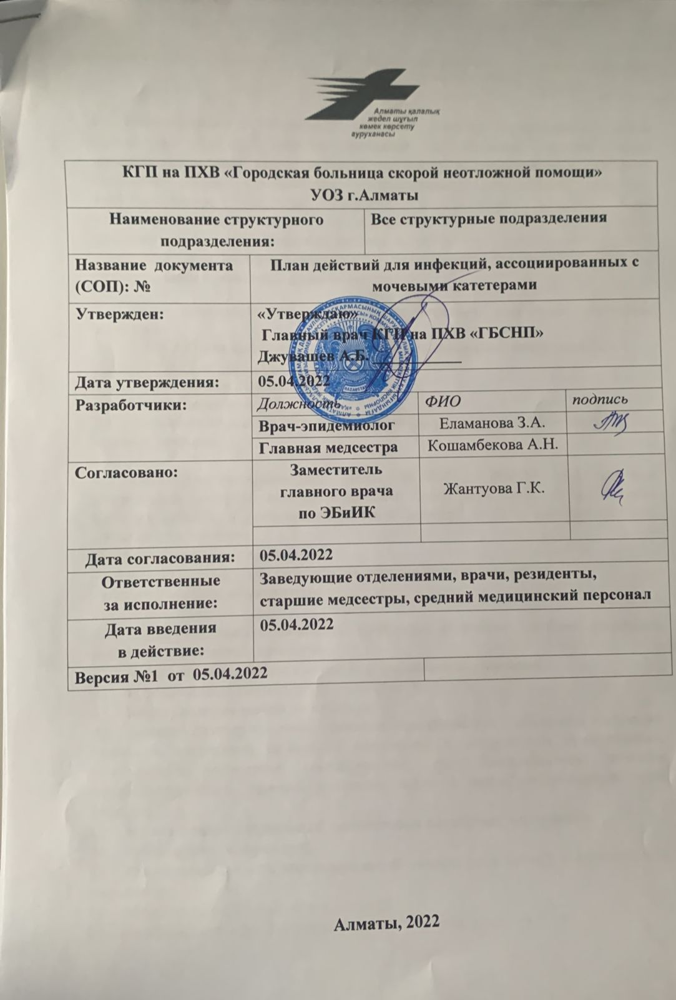 Алматы қалалық
жедел шұғыл
көмек көрсету
ауруханасы
КГП на ПХВ «Городская больница скорой неотложной помощи»
УОЗ г.Алматы
Наименование структурного
подразделения:
Все структурные подразделения
Название документа
(СОП): №
План действий для инфекций, ассоциированных с
мочевыми катетерами
Утвержден:
«Утверждаю»
Главный врач КГП на ПХВ «ГБСНП»
Джувашев А.Б.
Дата утверждения:
05.04.2022
Разработчики:
Должность ФИО подпись
Врач-эпидемиолог Еламанова З.А.
Главная медсестра Кошамбекова А.Н.
Согласовано:
Заместитель
главного врача
по ЭБиИК
Жантуова Г.К.
Дата согласования:
05.04.2022
Ответственные
за исполнение:
Заведующие отделениями, врачи, резиденты,
старшие медсестры, средний медицинский персонал
Дата введения
в действие:
05.04.2022
Версия №1 от 05.04.2022
Алматы, 2022